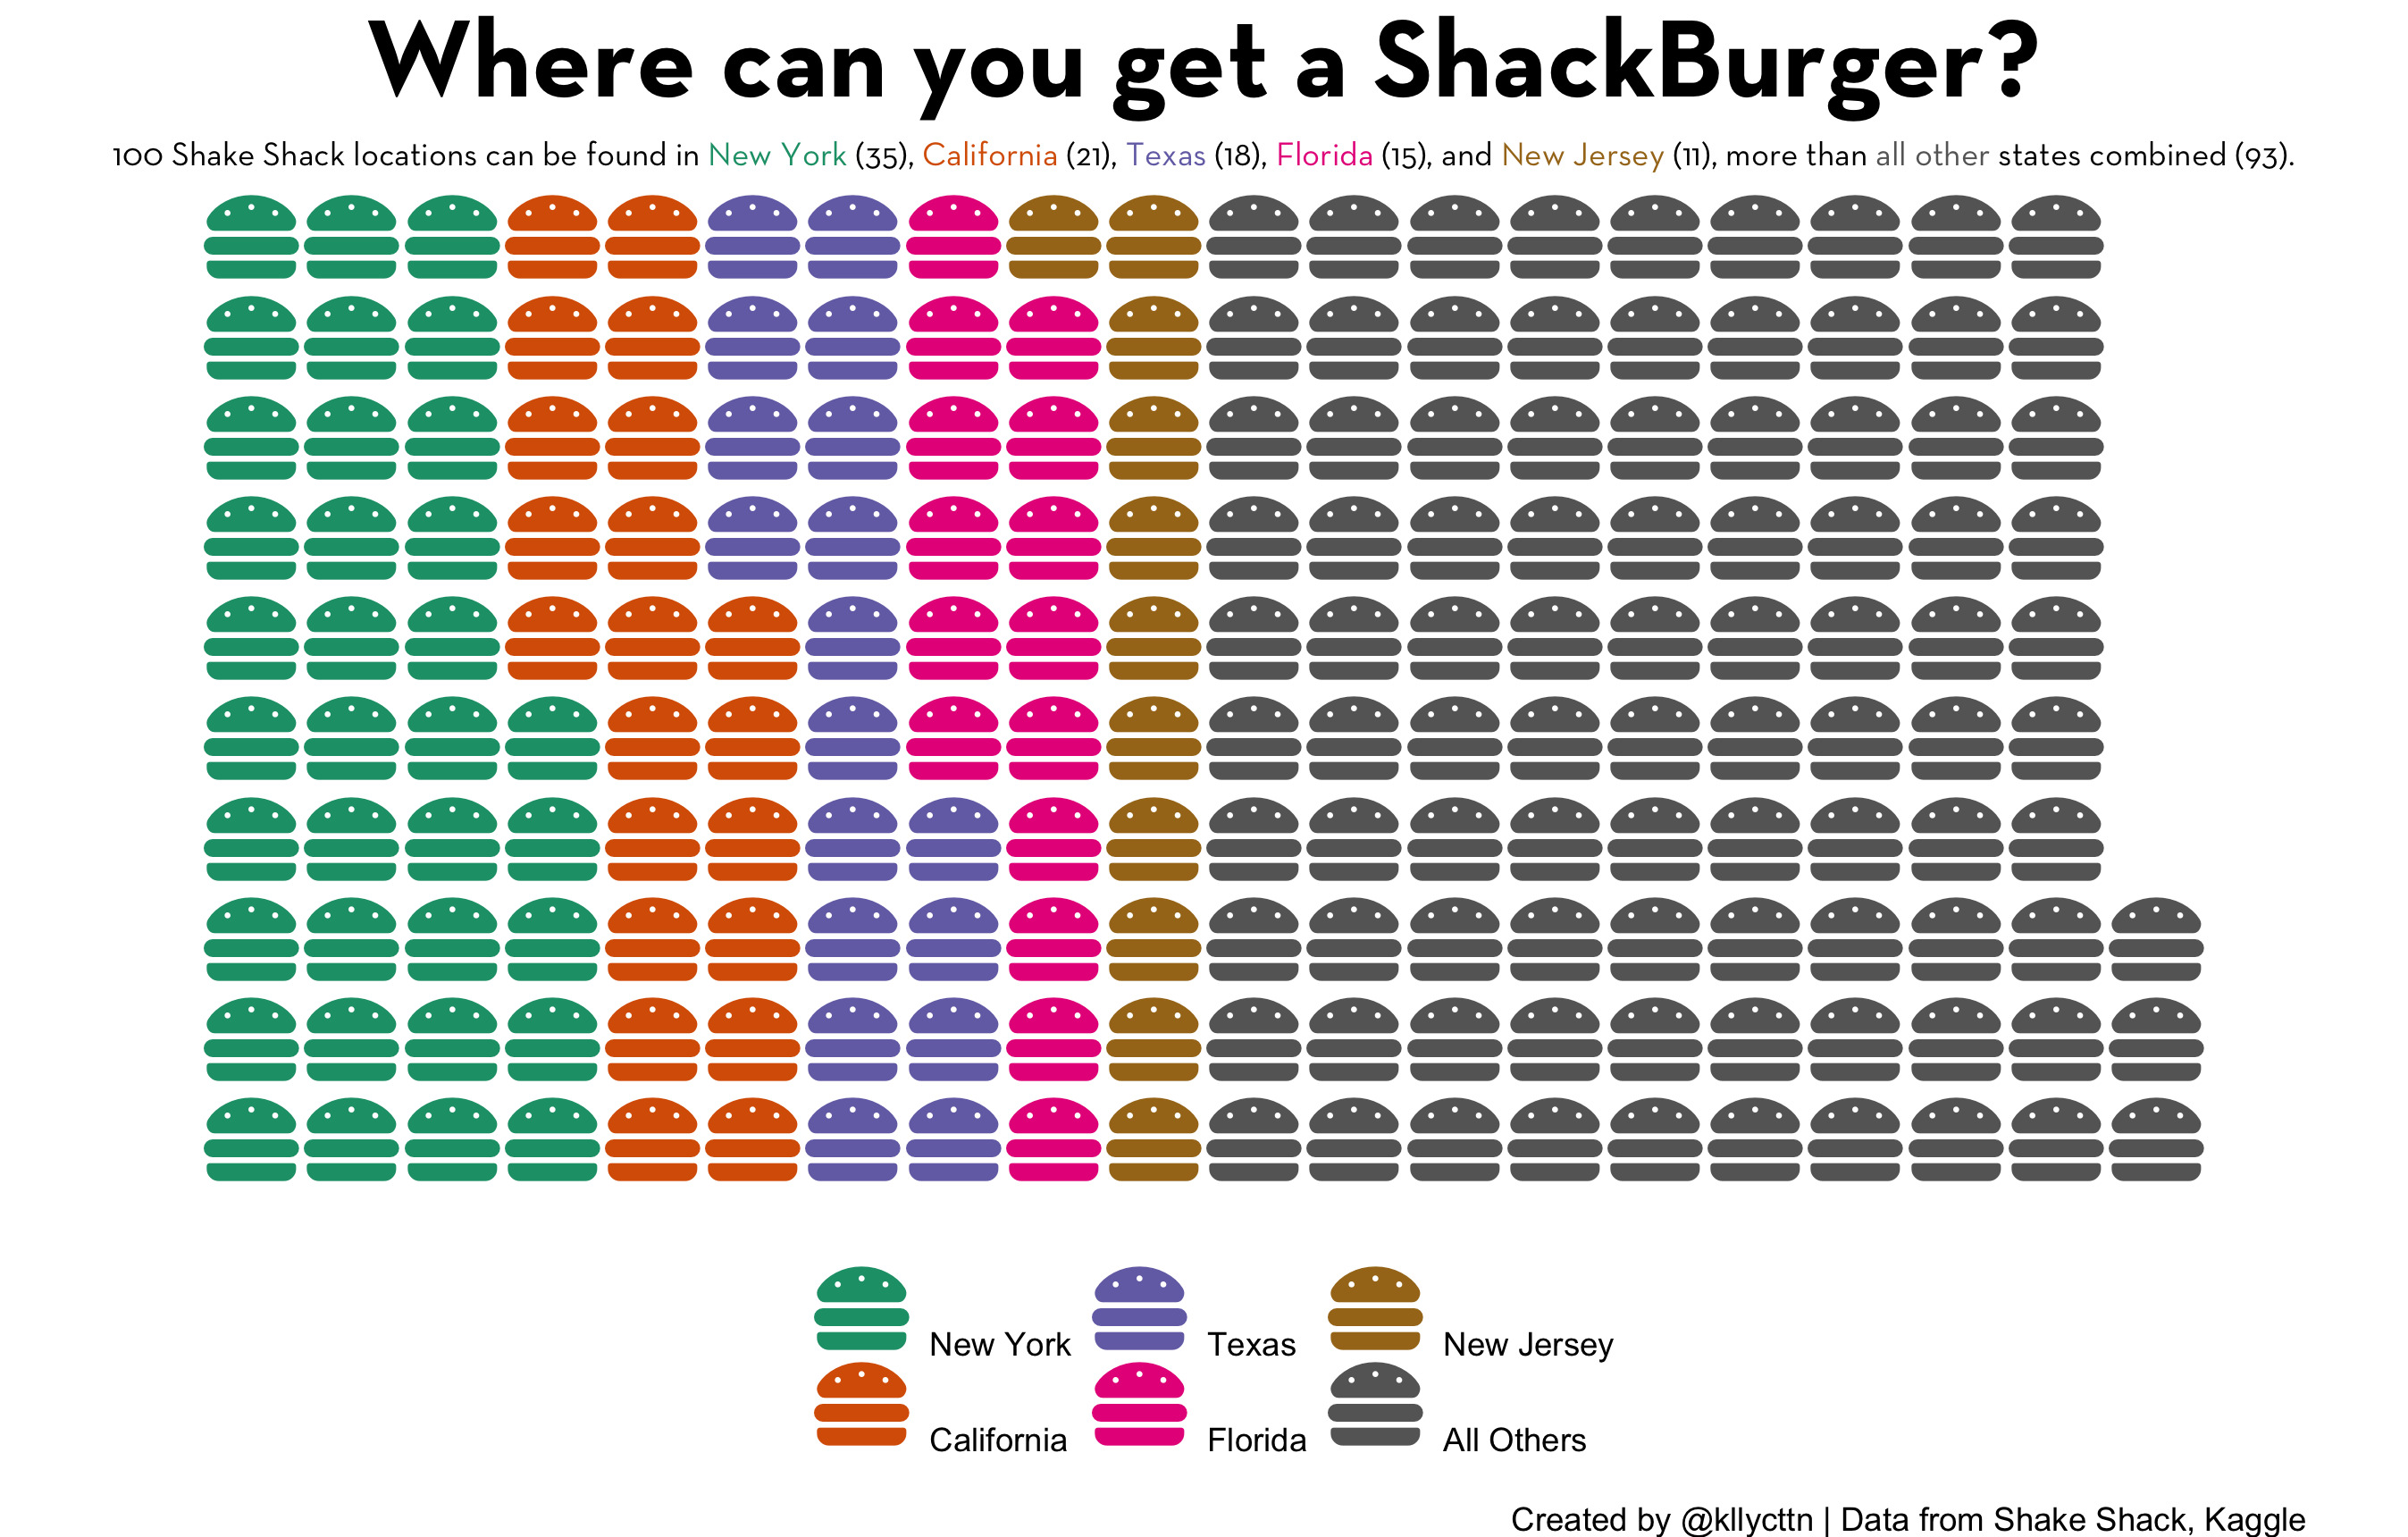 Where can you get a ShackBurger?
100 Shake Shack locations can be found in New York (35), California (21), Texas (18), Florida (15), and New Jersey (11), more than all other states combined (93).
New York Texas New Jersey
California Florida All Others
Created by @kllycttn | Data from Shake Shack, Kaggle